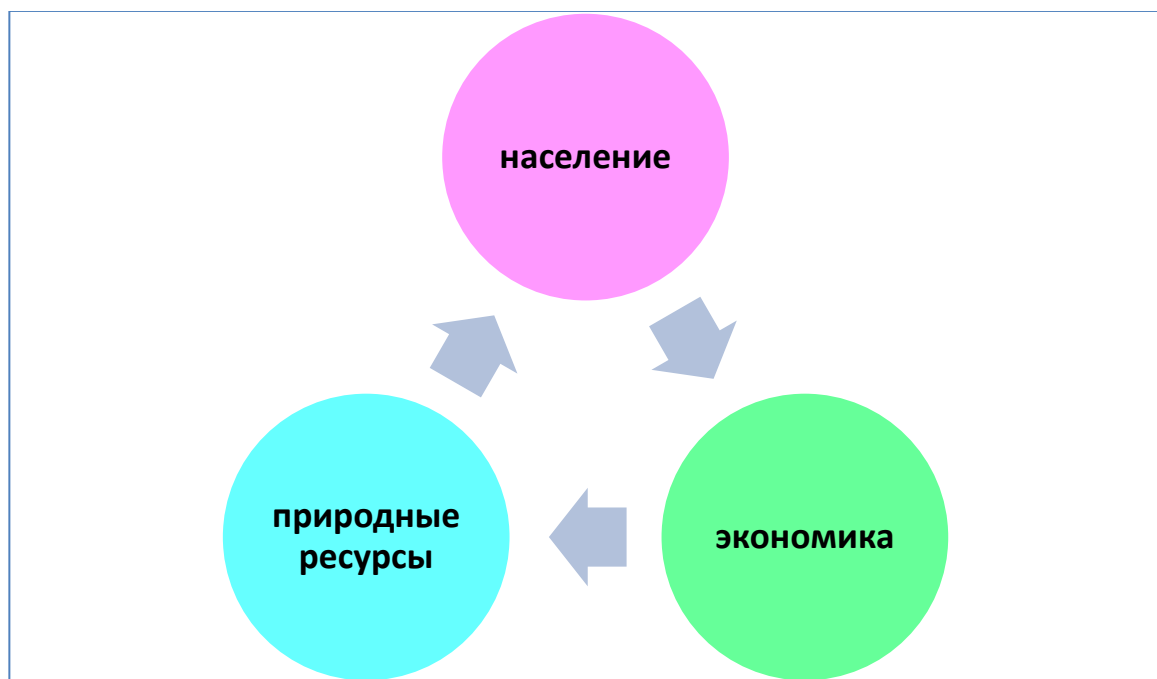 население
природные
ресурсы
экономика